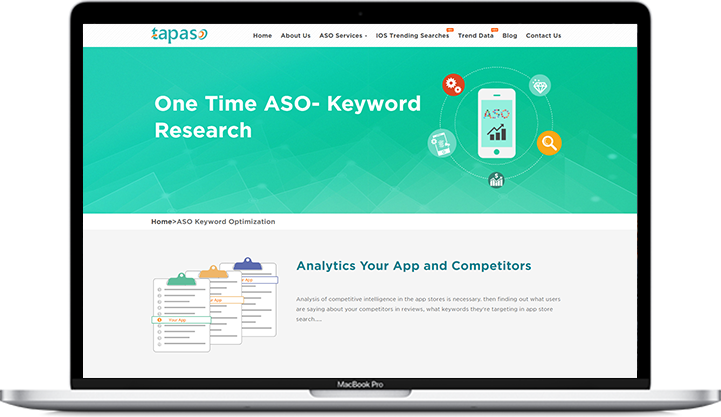 tapaso
Home About Us ASO Services IOS Trending Searches Trend Data Blog Contact Us
One Time ASO- Keyword
Research
ASO
Home>ASO Keyword Optimization
Analytics Your App and Competitors
Your App
Analysis of competitive intelligence in the app stores is necessary. then finding out what users
are saying about your competitors in reviews, what keywords they're targeting in app store
search.....
MacBook Pro